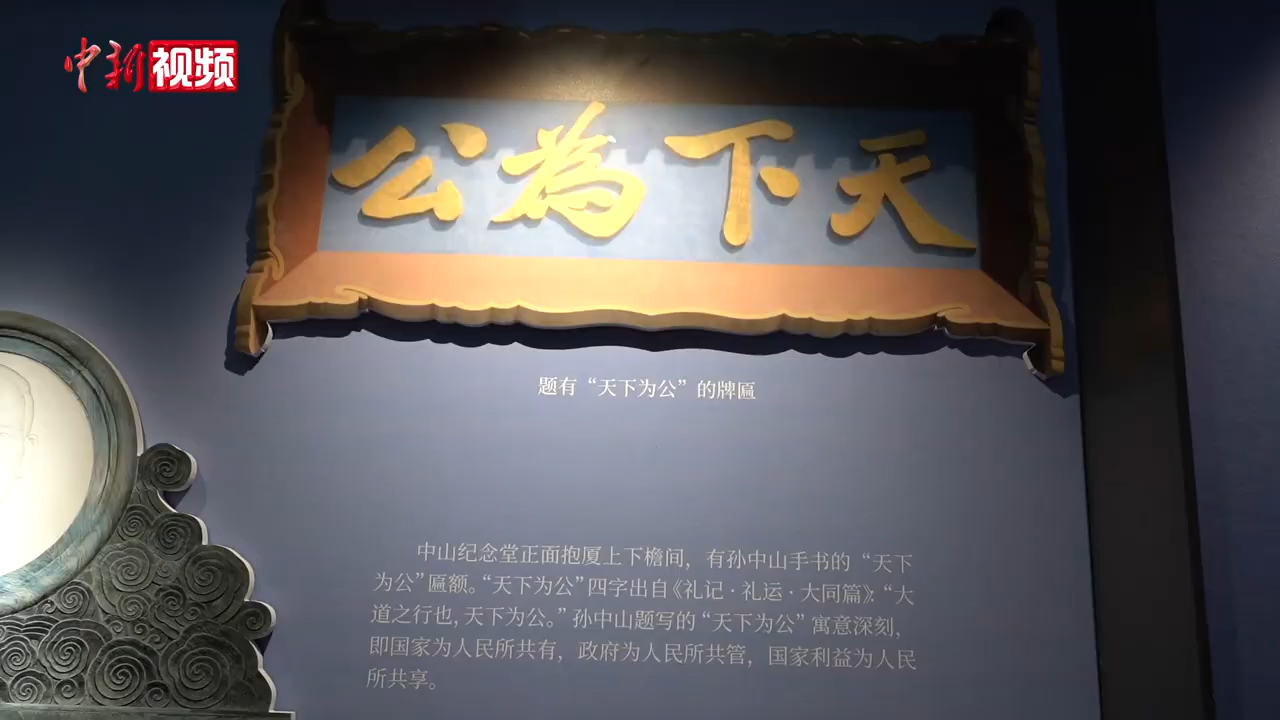 中新视频
天下為公
题有“天下为公”的牌匾
中山纪念堂正面抱厦上下檐间，有孙中山手书的“天下
为公”匾额。“天下为公”四字出自《礼记·礼运·大同篇》：“大
道之行也，天下为公。”孙中山题写的“天下为公”寓意深刻，
即国家为人民所共有，政府为人民所共管，国家利益为人民
所共享。